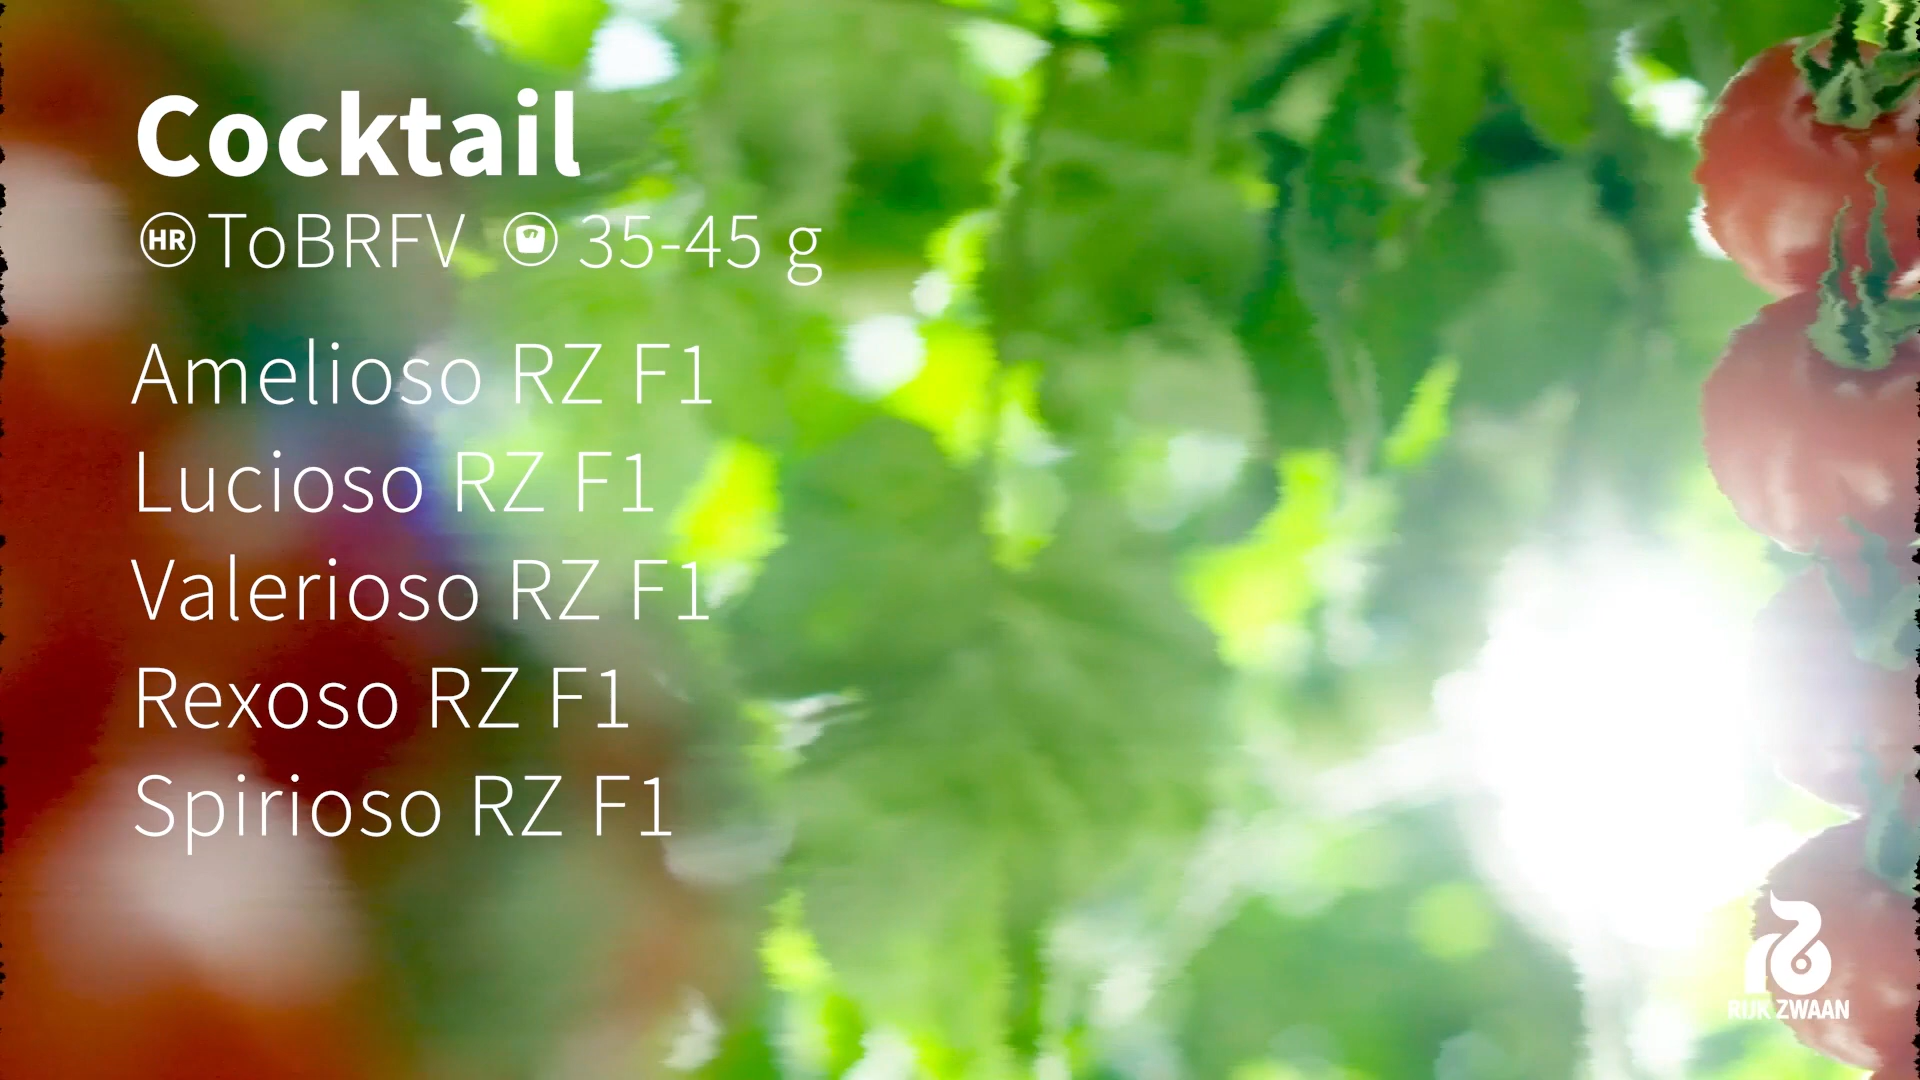 Cocktail
HR ToBRFV 35-45 g
Amelioso RZ F1
Lucioso RZ F1
Valerioso RZ F1
Rexoso RZ F1
Spirioso RZ F1
RIJK ZWAAN